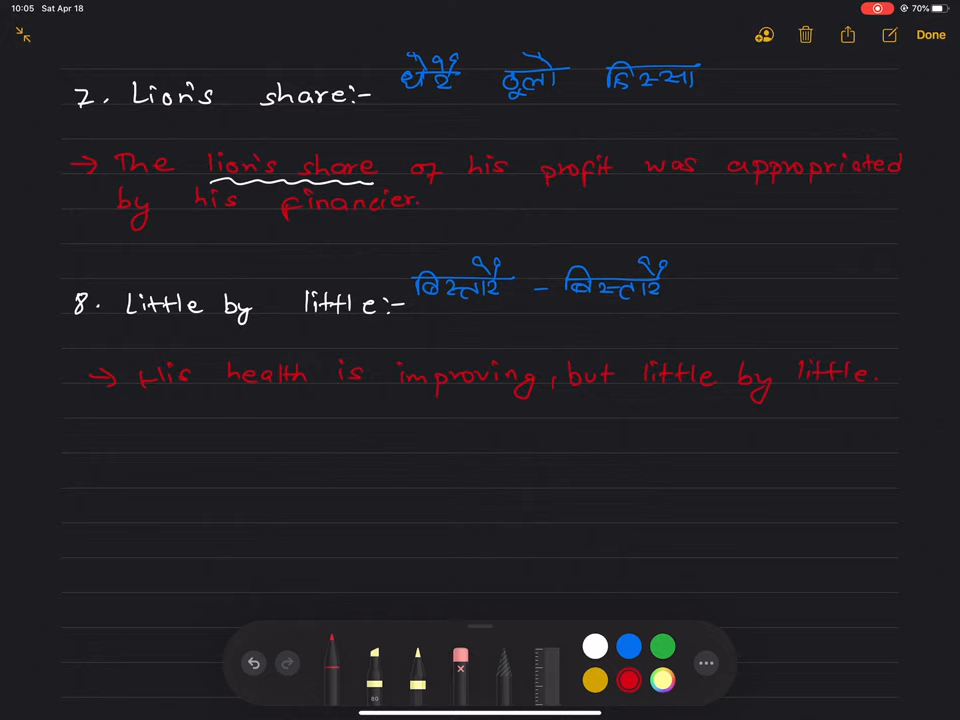 10:05 Sat Apr 18 70%
Done
7. Lion's share:- धेरै ठूलो हिस्सा
→ The lion's share of his profit was appropriated
by his financier.
8. Little by little:- बिस्तारै - बिस्तारै
→ His health is improving, but little by little.
80